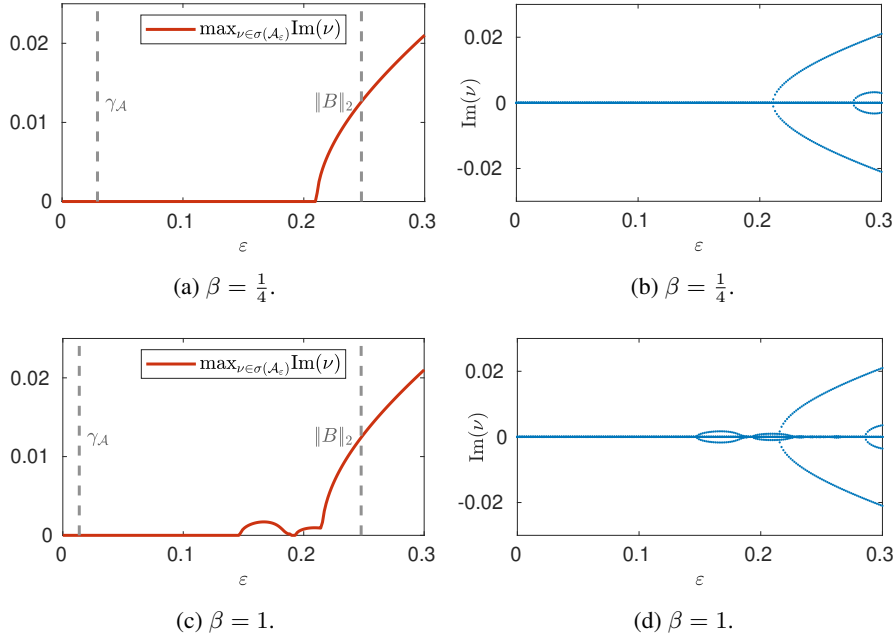 max_{ν∈σ(𝒜_ε)} Im(ν)
0.02
0.01
0
γ_𝒜
‖B‖₂
0 0.1 0.2 0.3
ε
(a) β = 1/4.
0.02
0
-0.02
Im(ν)
0 0.1 0.2 0.3
ε
(b) β = 1/4.
max_{ν∈σ(𝒜_ε)} Im(ν)
0.02
0.01
0
γ_𝒜
‖B‖₂
0 0.1 0.2 0.3
ε
(c) β = 1.
0.02
0
-0.02
Im(ν)
0 0.1 0.2 0.3
ε
(d) β = 1.